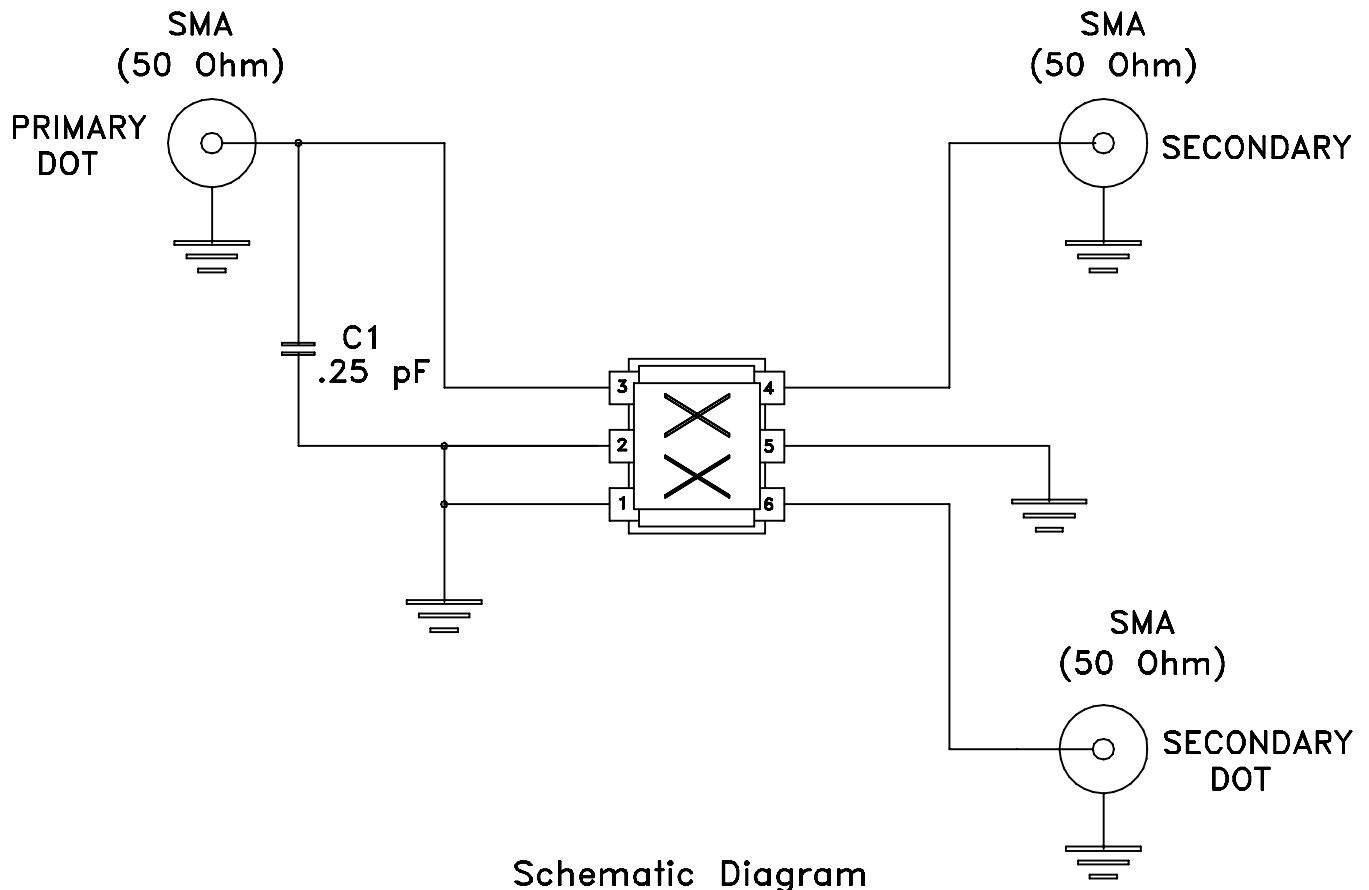 SMA
(50 Ohm)
PRIMARY
DOT
SMA
(50 Ohm)
SECONDARY
C1
.25 pF
3
4
2
5
1
6
SMA
(50 Ohm)
SECONDARY
DOT
Schematic Diagram